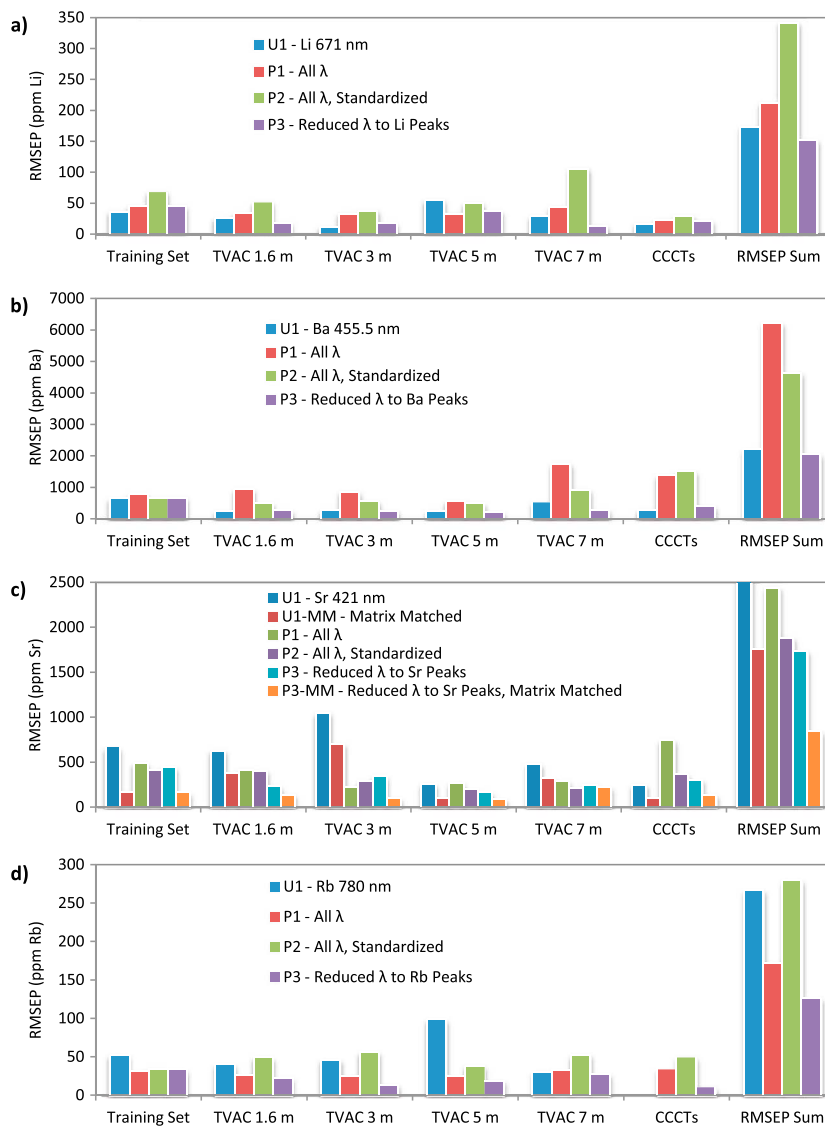 a)
350
300
250
200
150
100
50
0
RMSEP (ppm Li)
U1 - Li 671 nm
P1 - All λ
P2 - All λ, Standardized
P3 - Reduced λ to Li Peaks
Training Set TVAC 1.6 m TVAC 3 m TVAC 5 m TVAC 7 m CCCTs RMSEP Sum
b)
7000
6000
5000
4000
3000
2000
1000
0
RMSEP (ppm Ba)
U1 - Ba 455.5 nm
P1 - All λ
P2 - All λ, Standardized
P3 - Reduced λ to Ba Peaks
Training Set TVAC 1.6 m TVAC 3 m TVAC 5 m TVAC 7 m CCCTs RMSEP Sum
c)
2500
2000
1500
1000
500
0
RMSEP (ppm Sr)
U1 - Sr 421 nm
U1-MM - Matrix Matched
P1 - All λ
P2 - All λ, Standardized
P3 - Reduced λ to Sr Peaks
P3-MM - Reduced λ to Sr Peaks, Matrix Matched
Training Set TVAC 1.6 m TVAC 3 m TVAC 5 m TVAC 7 m CCCTs RMSEP Sum
d)
300
250
200
150
100
50
0
RMSEP (ppm Rb)
U1 - Rb 780 nm
P1 - All λ
P2 - All λ, Standardized
P3 - Reduced λ to Rb Peaks
Training Set TVAC 1.6 m TVAC 3 m TVAC 5 m TVAC 7 m CCCTs RMSEP Sum